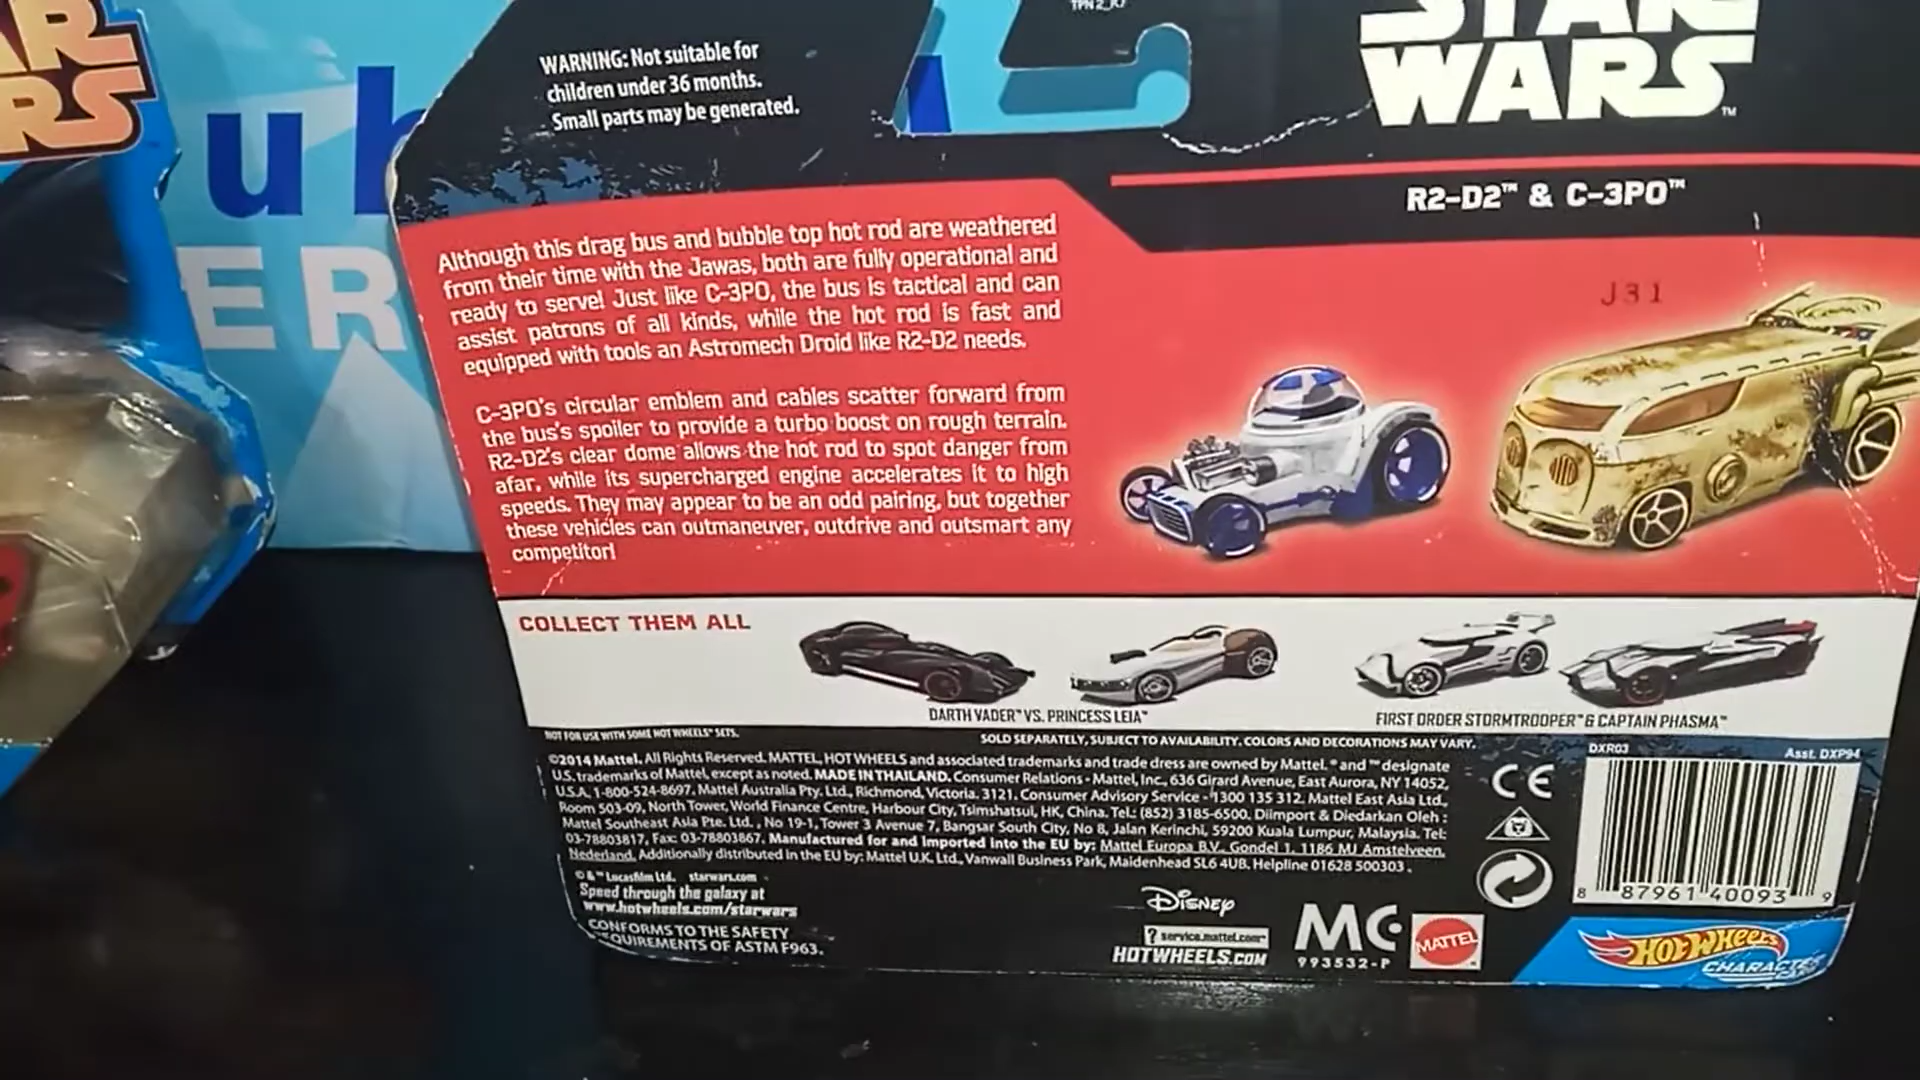 AR
RS
ub
ER
WARNING: Not suitable for
children under 36 months.
Small parts may be generated.
STAR
WARS™
R2-D2™ & C-3PO™
J31
Although this drag bus and bubble top hot rod are weathered
from their time with the Jawas, both are fully operational and
ready to serve! Just like C-3PO, the bus is tactical and can
assist patrons of all kinds, while the hot rod is fast and
equipped with tools an Astromech Droid like R2-D2 needs.
C-3PO's circular emblem and cables scatter forward from
the bus's spoiler to provide a turbo boost on rough terrain.
R2-D2's clear dome allows the hot rod to spot danger from
afar, while its supercharged engine accelerates it to high
speeds. They may appear to be an odd pairing, but together
these vehicles can outmaneuver, outdrive and outsmart any
competitor!
COLLECT THEM ALL
DARTH VADER™ VS. PRINCESS LEIA™
FIRST ORDER STORMTROOPER™ & CAPTAIN PHASMA™
NOT FOR USE WITH SOME HOT WHEELS™ SETS.
SOLD SEPARATELY, SUBJECT TO AVAILABILITY. COLORS AND DECORATIONS MAY VARY.
©2014 Mattel. All Rights Reserved. MATTEL, HOT WHEELS and associated trademarks and trade dress are owned by Mattel. ® and ™ designate
U.S. trademarks of Mattel, except as noted. MADE IN THAILAND. Consumer Relations - Mattel, Inc., 636 Girard Avenue, East Aurora, NY 14052,
U.S.A. 1-800-524-8697. Mattel Australia Pty. Ltd., Richmond, Victoria. 3121. Consumer Advisory Service - 1300 135 312. Mattel East Asia Ltd.,
Room 503-09, North Tower, World Finance Centre, Harbour City, Tsimshatsui, HK, China. Tel.: (852) 3185-6500. Diimport & Diedarkan Oleh :
Mattel Southeast Asia Pte. Ltd., No 19-1, Tower 3 Avenue 7, Bangsar South City, No 8, Jalan Kerinchi, 59200 Kuala Lumpur, Malaysia. Tel:
03-78803817, Fax: 03-78803867. Manufactured for and imported into the EU by: Mattel Europa B.V., Gondel 1, 1186 MJ Amstelveen,
Nederland. Additionally distributed in the EU by: Mattel U.K. Ltd., Vanwall Business Park, Maidenhead SL6 4UB. Helpline 01628 500303.
© & ™ Lucasfilm Ltd. starwars.com
Speed through the galaxy at
www.hotwheels.com/starwars
CONFORMS TO THE SAFETY
REQUIREMENTS OF ASTM F963.
DISNEY
? service.mattel.com
HOTWHEELS.COM
MC
993532-P
MATTEL
DXR03
Asst. DXP94
CE
8 87961 40093 9
HOT WHEELS
CHARACTER